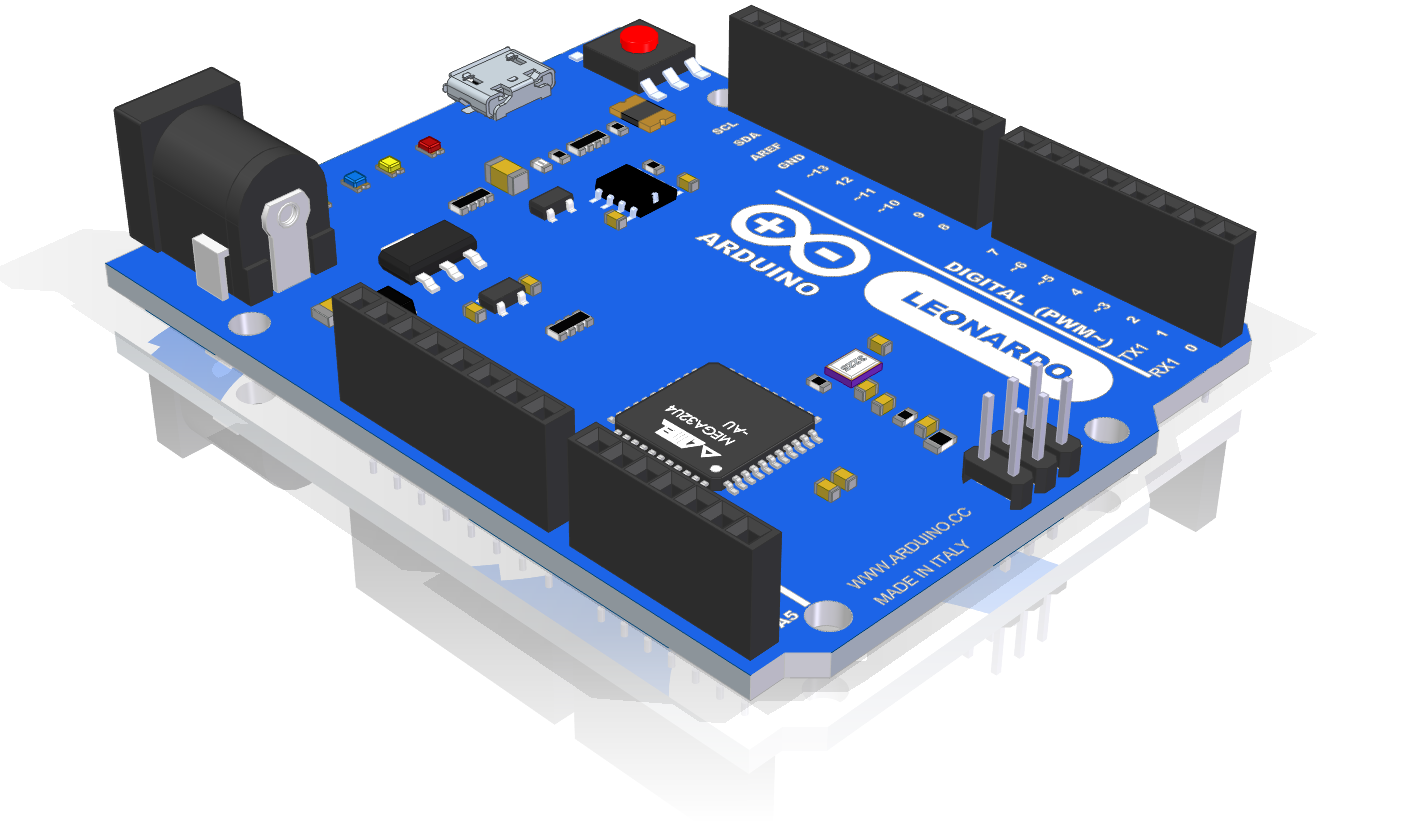 SCL
SDA
AREF
GND
~13
12
~11
~10
9
8
7
~6
~5
4
~3
2
TX1 1
RX1 0
DIGITAL (PWM~)
ARDUINO
LEONARDO
MEGA32U4
-AU
WWW.ARDUINO.CC
MADE IN ITALY
A5